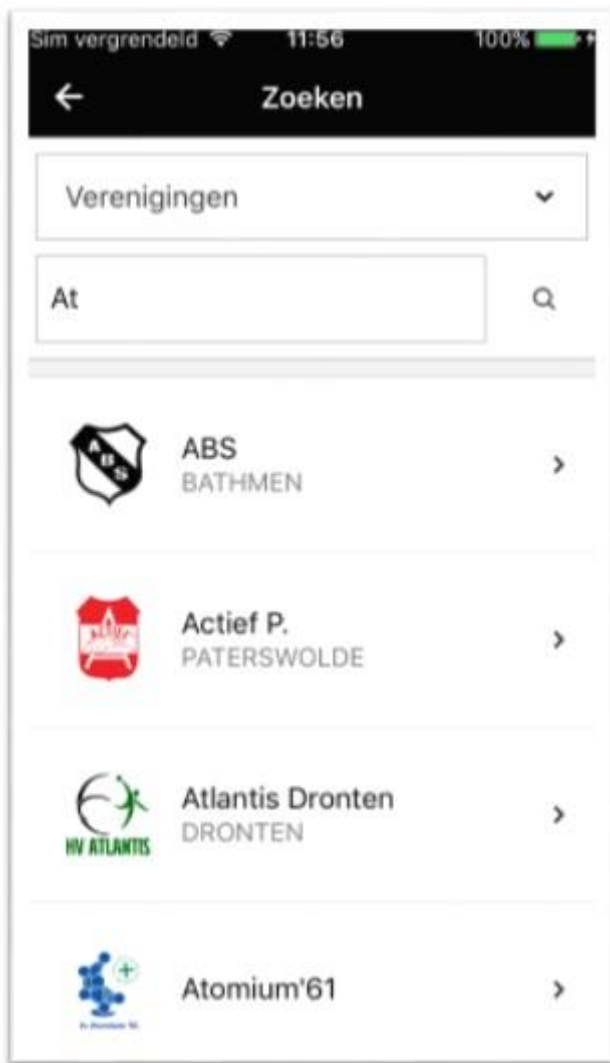 Sim vergrendeld 11:56 100%
Zoeken
Verenigingen
At
ABS
ABS
BATHMEN
Actief P.
PATERSWOLDE
HV ATLANTIS
Atlantis Dronten
DRONTEN
Atomium'61